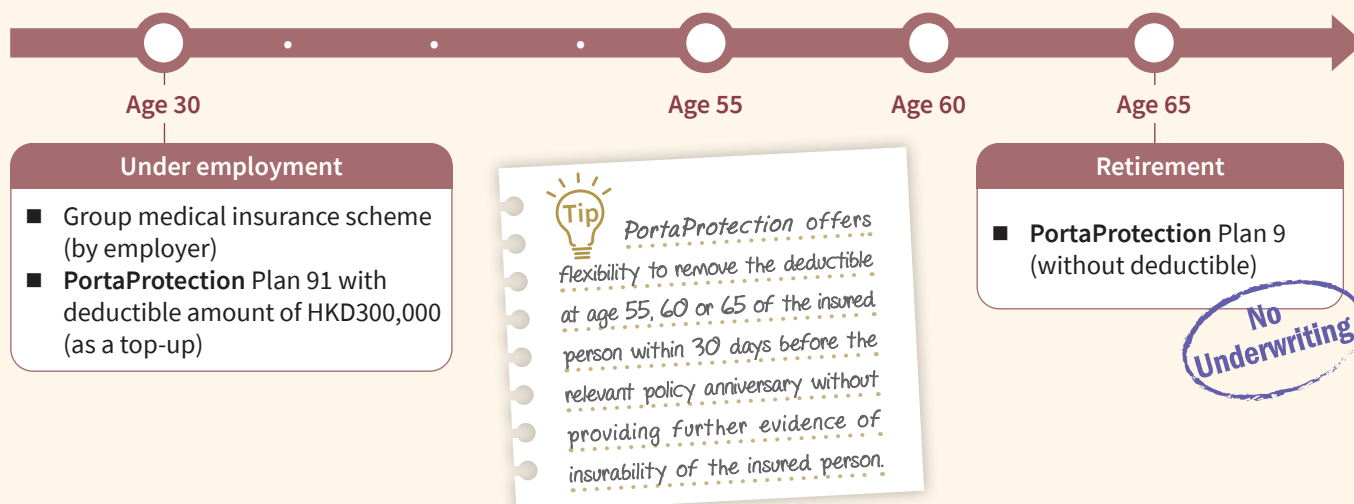 Age 30
Age 55
Age 60
Age 65
Under employment
■ Group medical insurance scheme
(by employer)
■ PortaProtection Plan 91 with
deductible amount of HKD300,000
(as a top-up)
Tip
PortaProtection offers
flexibility to remove the deductible
at age 55, 60 or 65 of the insured
person within 30 days before the
relevant policy anniversary without
providing further evidence of
insurability of the insured person.
Retirement
■ PortaProtection Plan 9
(without deductible)
No
Underwriting